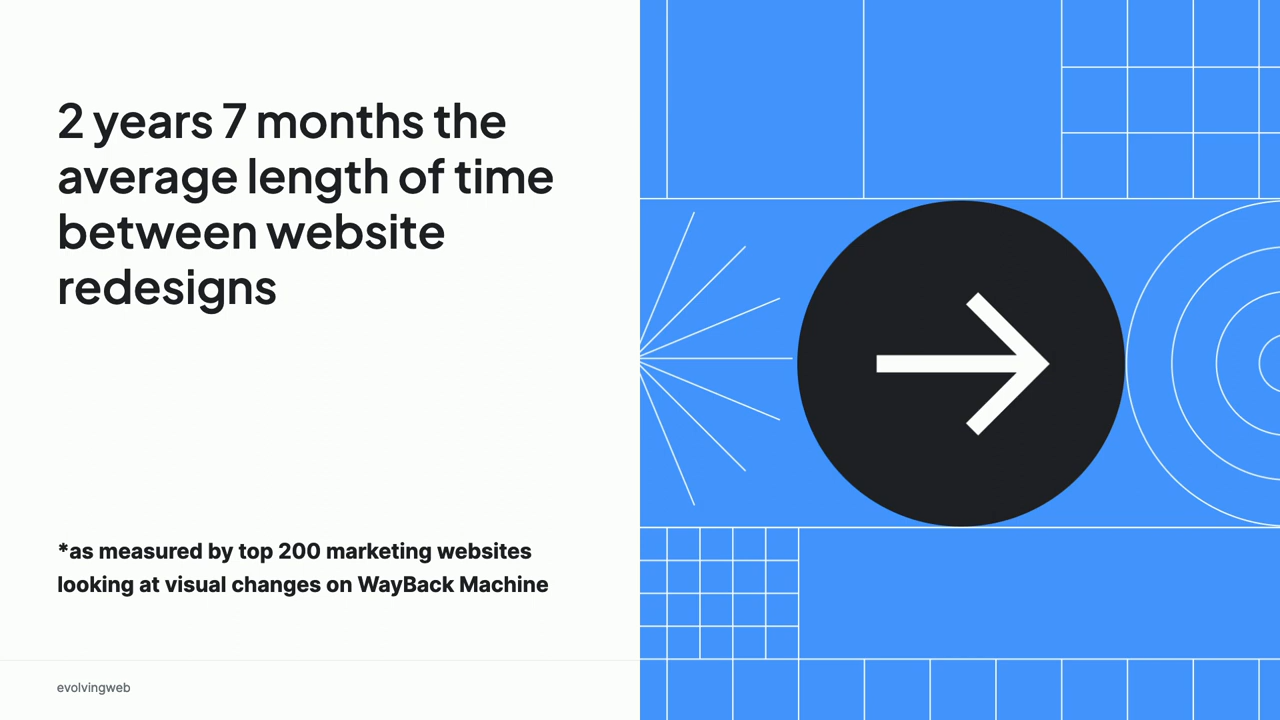 2 years 7 months the
average length of time
between website
redesigns
*as measured by top 200 marketing websites
looking at visual changes on WayBack Machine
evolvingweb